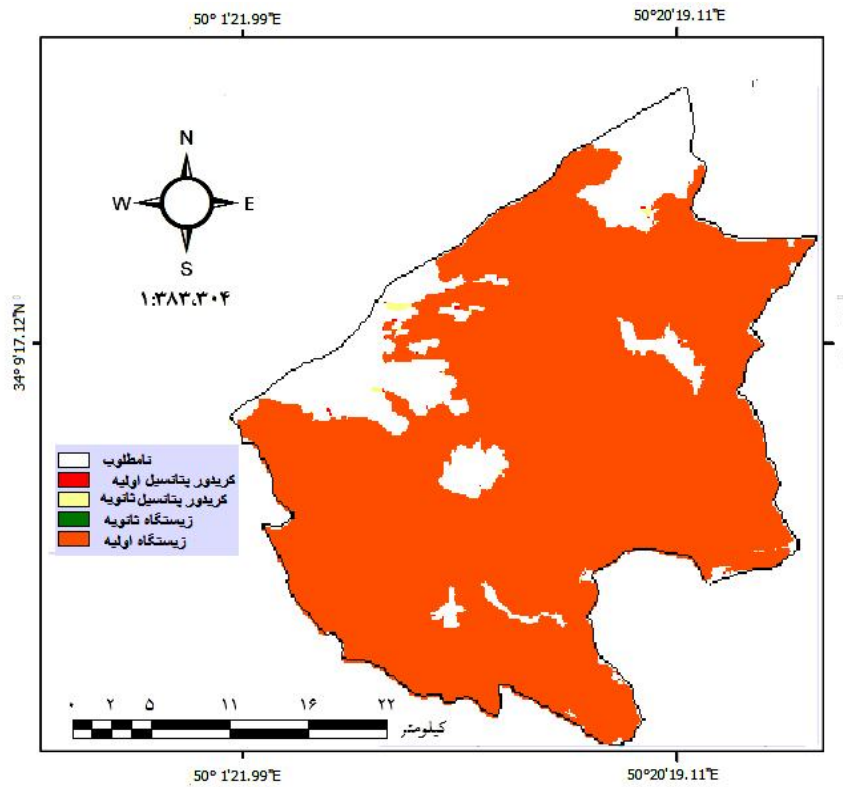 50° 1'21.99"E
50°20'19.11"E
N
W
E
S
۱:۳۸۳،۳۰۴
34° 9'17.12"N
نامطلوب
کریدور پتانسیل اولیه
کریدور پتانسیل ثانویه
زیستگاه ثانویه
زیستگاه اولیه
۰ ۲ ۵ ۱۱ ۱۶ ۲۲
کیلومتر
50° 1'21.99"E
50°20'19.11"E